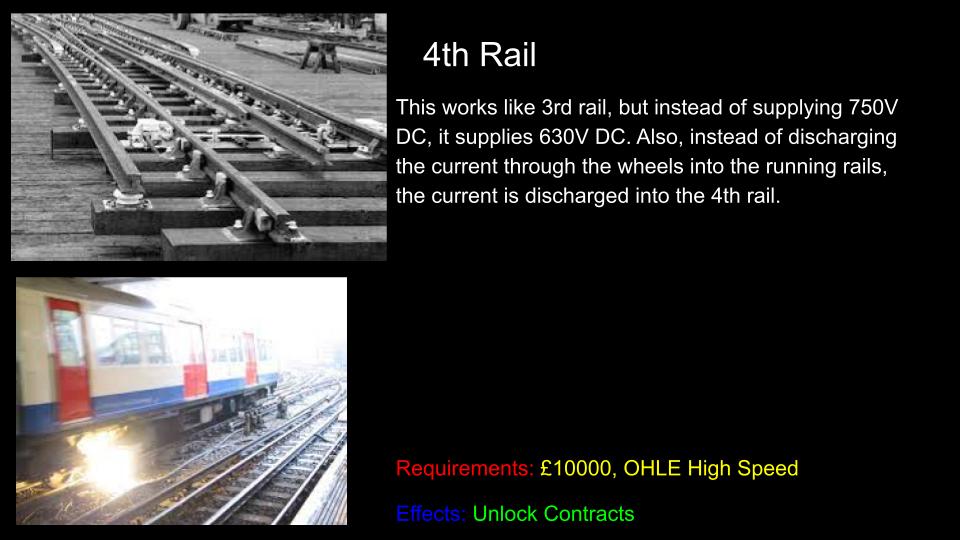 4th Rail
This works like 3rd rail, but instead of supplying 750V
DC, it supplies 630V DC. Also, instead of discharging
the current through the wheels into the running rails,
the current is discharged into the 4th rail.
Requirements: £10000, OHLE High Speed
Effects: Unlock Contracts